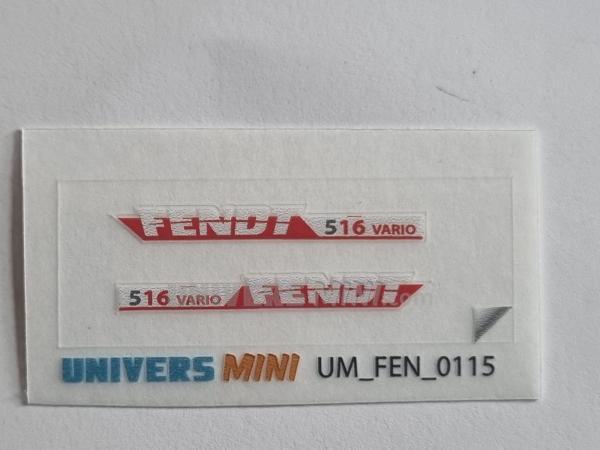 FENDT 516 VARIO
516 VARIO FENDT
UNIVERS MINI UM_FEN_0115